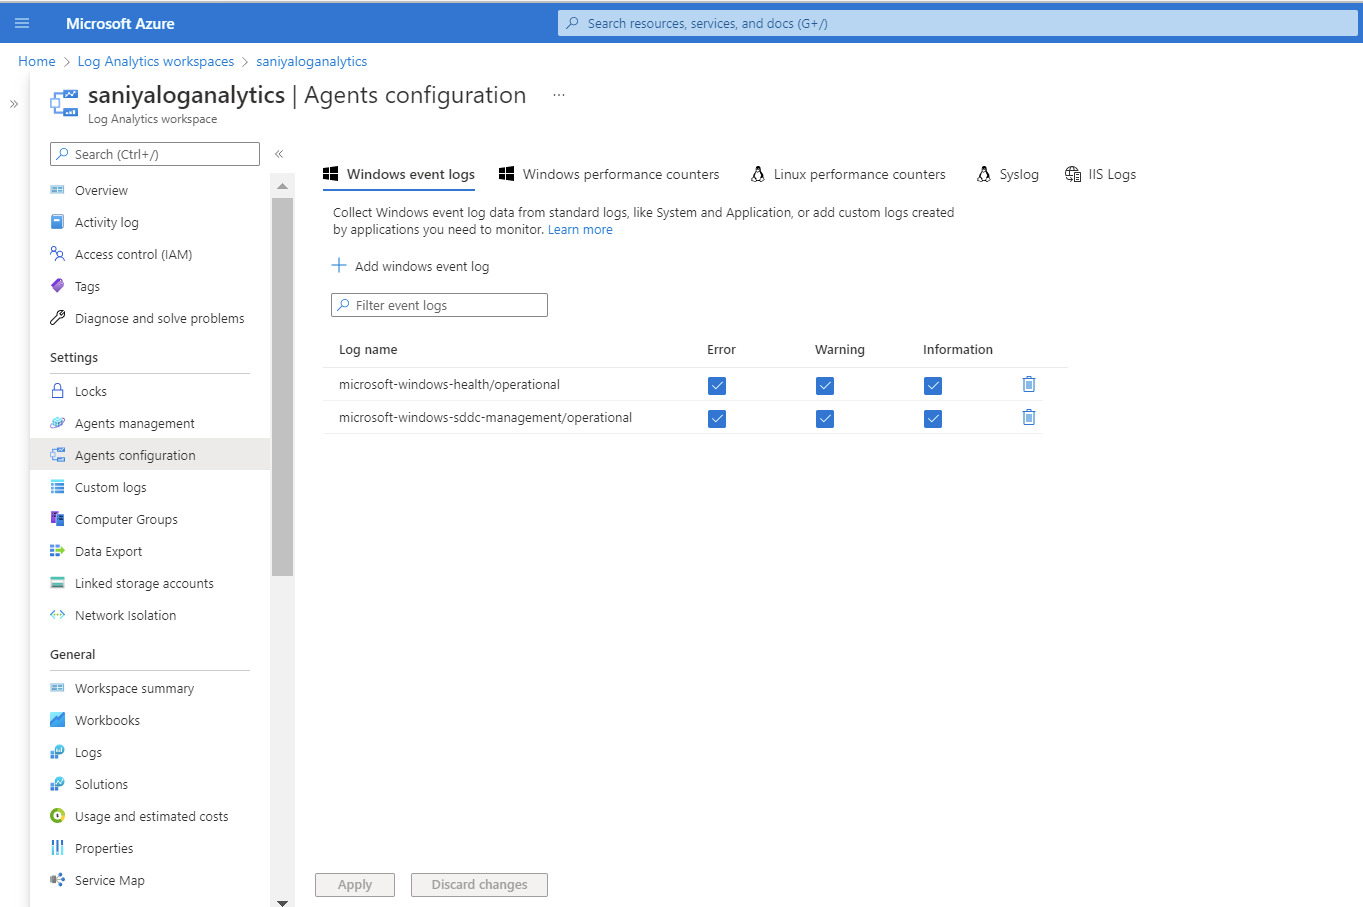 Microsoft Azure
Search resources, services, and docs (G+/)
Home > Log Analytics workspaces > saniyaloganalytics
saniyaloganalytics | Agents configuration ...
Log Analytics workspace
Search (Ctrl+/)
Overview
Activity log
Access control (IAM)
Tags
Diagnose and solve problems
Settings
Locks
Agents management
Agents configuration
Custom logs
Computer Groups
Data Export
Linked storage accounts
Network Isolation
General
Workspace summary
Workbooks
Logs
Solutions
Usage and estimated costs
Properties
Service Map
Windows event logs Windows performance counters Linux performance counters Syslog IIS Logs
Collect Windows event log data from standard logs, like System and Application, or add custom logs created
by applications you need to monitor. Learn more
Add windows event log
Filter event logs
Log name Error Warning Information
microsoft-windows-health/operational
microsoft-windows-sddc-management/operational
Apply Discard changes